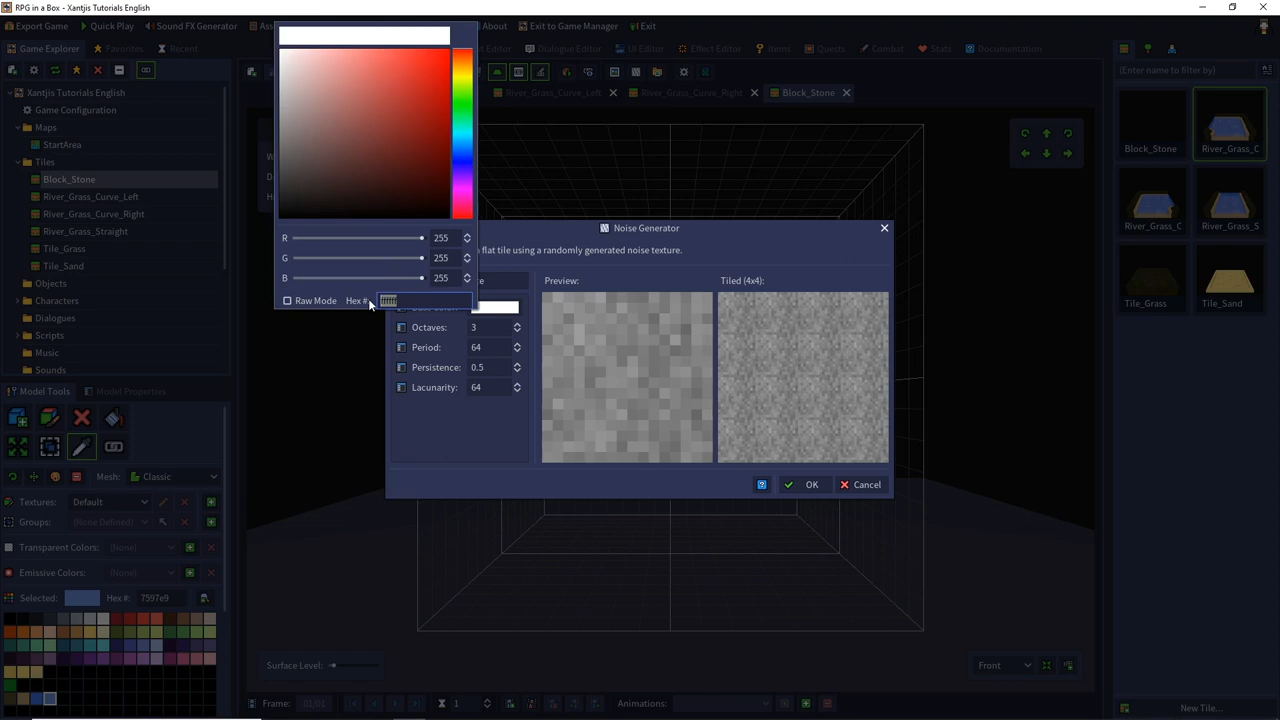 RPG in a Box — Xantjis Tutorials English
Export Game
Quick Play
Sound FX Generator
Ass
About
Exit to Game Manager
Exit
Game Explorer
Favorites
Recent
t Editor
Dialogue Editor
UI Editor
Effect Editor
Items
Quests
Combat
Stats
Documentation
(Enter name to filter by)
River_Grass_Curve_Left
River_Grass_Curve_Right
Block_Stone
Xantjis Tutorials English
Game Configuration
Maps
StartArea
Tiles
Block_Stone
River_Grass_Curve_Left
River_Grass_Curve_Right
River_Grass_Straight
Tile_Grass
Tile_Sand
Objects
Characters
Dialogues
Scripts
Music
Sounds
Block_Stone
River_Grass_C
River_Grass_C
River_Grass_S
Tile_Grass
Tile_Sand
R 255
G 255
B 255
Raw Mode Hex # ffffff
Noise Generator
flat tile using a randomly generated noise texture.
Preview:
Tiled (4x4):
Octaves: 3
Period: 64
Persistence: 0.5
Lacunarity: 64
OK
Cancel
Model Tools
Model Properties
Mesh: Classic
Textures: Default
Groups: (None Defined)
Transparent Colors: (None)
Emissive Colors: (None)
Selected: Hex #: 7597e9
Surface Level:
Front
Frame: 01/01
1
Animations:
New Tile...